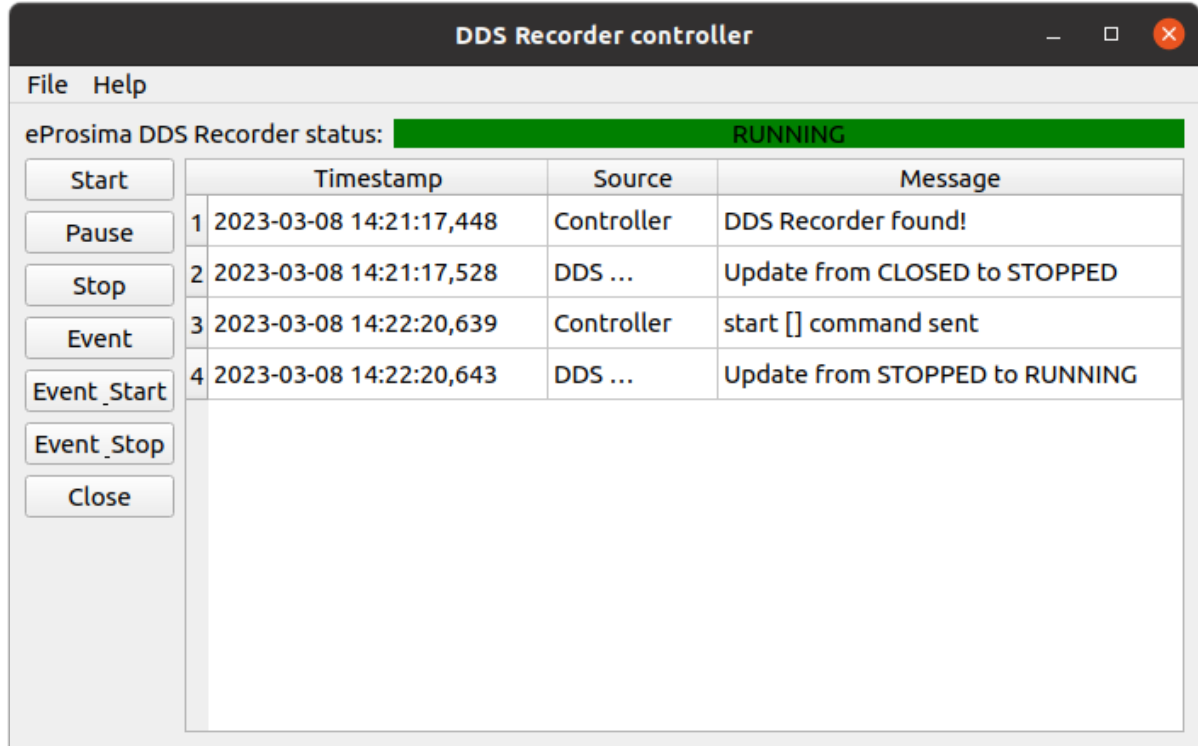 DDS Recorder controller
File Help
eProsima DDS Recorder status: RUNNING
Start
Pause
Stop
Event
Event_Start
Event_Stop
Close
Timestamp Source Message
1 2023-03-08 14:21:17,448 Controller DDS Recorder found!
2 2023-03-08 14:21:17,528 DDS ... Update from CLOSED to STOPPED
3 2023-03-08 14:22:20,639 Controller start [] command sent
4 2023-03-08 14:22:20,643 DDS ... Update from STOPPED to RUNNING